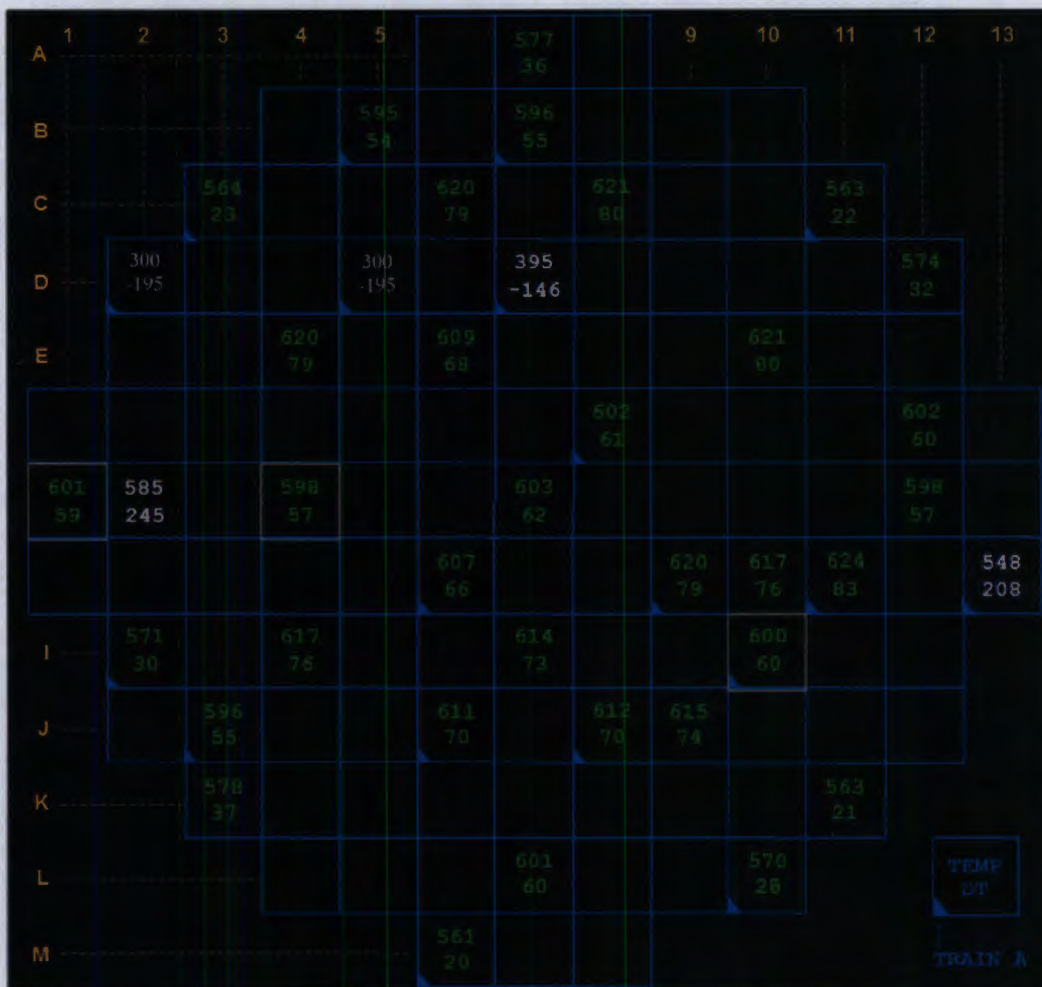 1 2 3 4 5 577 9 10 11 12 13
A 36
595 596
B 54 55
564 620 621 563
C 23 79 80 22
300 300 395 574
D -195 -195 -146 32
620 609 621
E 79 68 80
602 602
61 60
601 585 598 603 598
59 245 57 62 57
607 620 617 624 548
66 79 76 83 208
571 617 614 600
I 30 76 73 60
596 611 612 615
J 55 70 70 74
578 563
K 37 21
601 570
L 60 28
TEMP
DT
561
M 20
TRAIN A